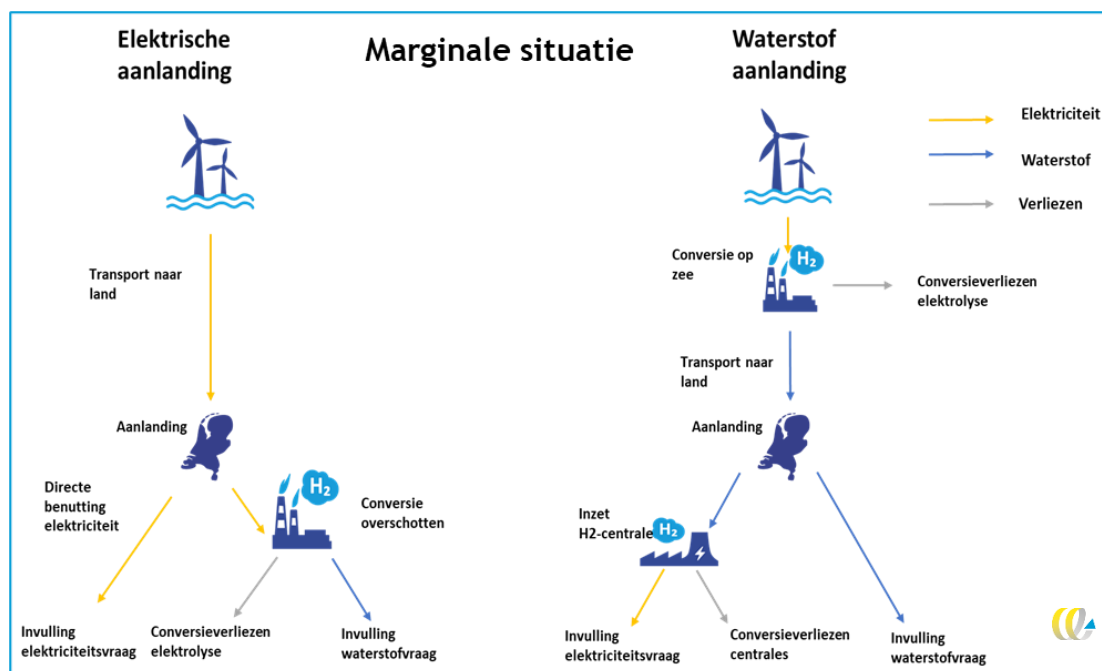 Marginale situatie
Elektrische
aanlanding
Transport naar
land
Aanlanding
Directe
benutting
elektriciteit
H₂
Conversie
overschotten
Invulling
elektriciteitsvraag
Conversieverliezen
elektrolyse
Invulling
waterstofvraag
Waterstof
aanlanding
Conversie op
zee
H₂
Conversieverliezen
elektrolyse
Transport naar
land
Aanlanding
Inzet
H2-centrale
H₂
Invulling
elektriciteitsvraag
Conversieverliezen
centrales
Invulling
waterstofvraag
Elektriciteit
Waterstof
Verliezen